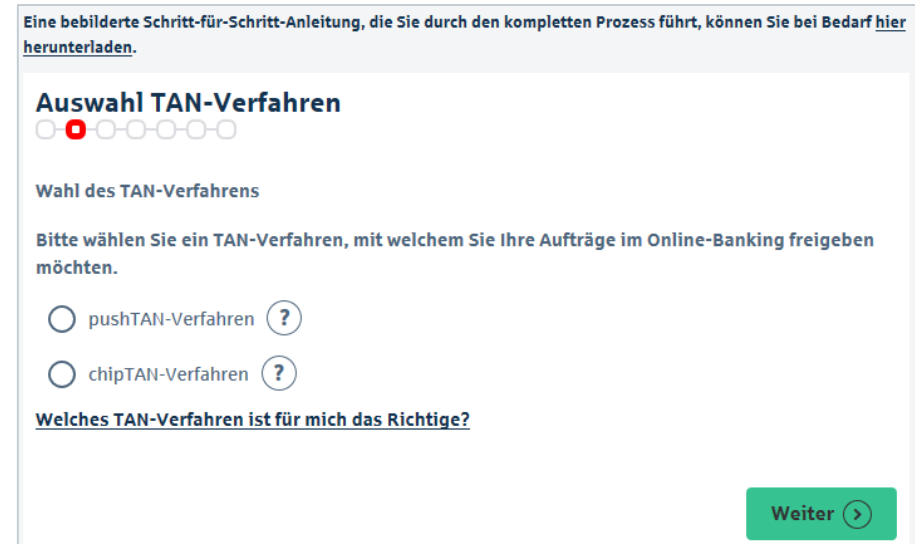 Eine bebilderte Schritt-für-Schritt-Anleitung, die Sie durch den kompletten Prozess führt, können Sie bei Bedarf hier
herunterladen.
Auswahl TAN-Verfahren
Wahl des TAN-Verfahrens
Bitte wählen Sie ein TAN-Verfahren, mit welchem Sie Ihre Aufträge im Online-Banking freigeben
möchten.
pushTAN-Verfahren ?
chipTAN-Verfahren ?
Welches TAN-Verfahren ist für mich das Richtige?
Weiter